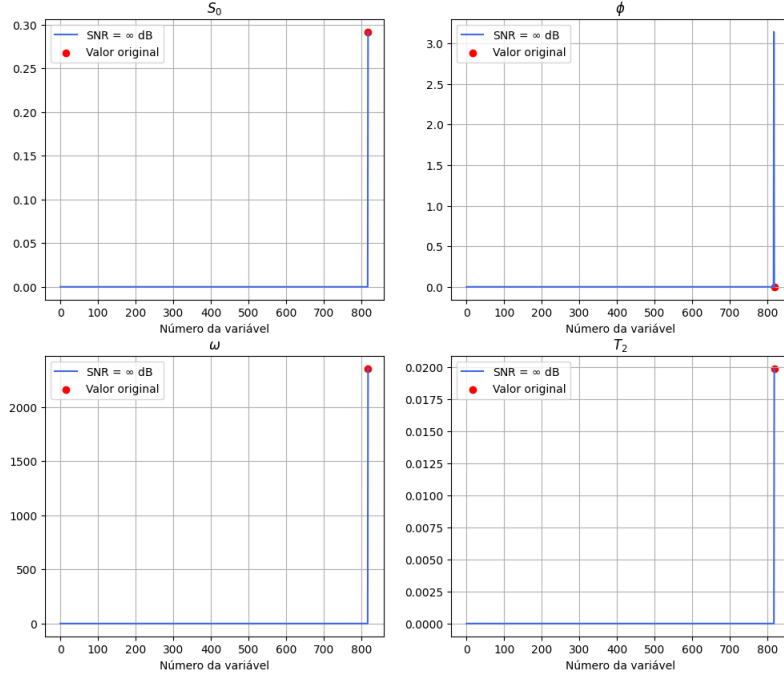 S₀
0.30
0.25
0.20
0.15
0.10
0.05
0.00
SNR = ∞ dB
Valor original
0 100 200 300 400 500 600 700 800
Número da variável
ϕ
3.0
2.5
2.0
1.5
1.0
0.5
0.0
SNR = ∞ dB
Valor original
0 100 200 300 400 500 600 700 800
Número da variável
ω
2000
1500
1000
500
0
SNR = ∞ dB
Valor original
0 100 200 300 400 500 600 700 800
Número da variável
T₂
0.0200
0.0175
0.0150
0.0125
0.0100
0.0075
0.0050
0.0025
0.0000
SNR = ∞ dB
Valor original
0 100 200 300 400 500 600 700 800
Número da variável